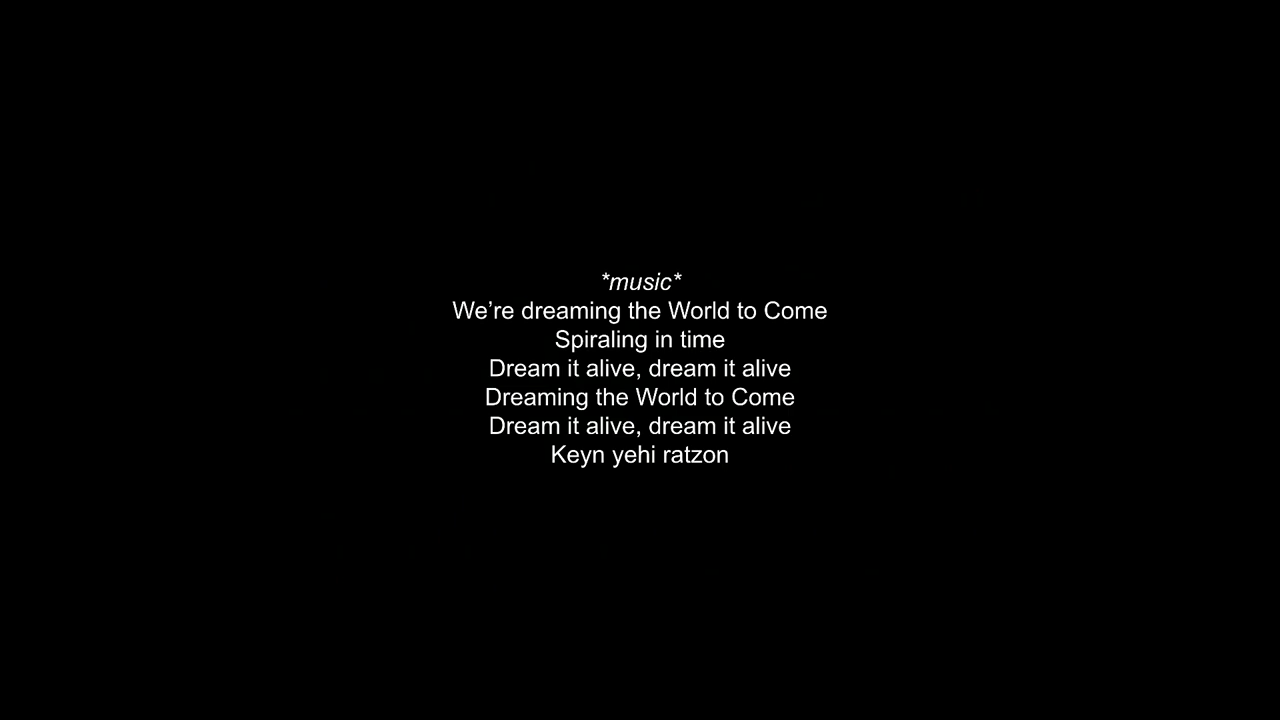 *music*
We’re dreaming the World to Come
Spiraling in time
Dream it alive, dream it alive
Dreaming the World to Come
Dream it alive, dream it alive
Keyn yehi ratzon